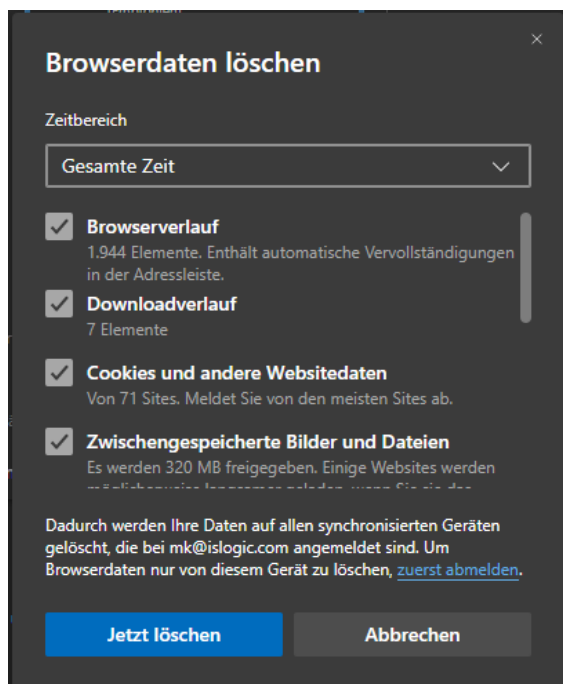 Browserdaten löschen
Zeitbereich
Gesamte Zeit
Browserverlauf
1.944 Elemente. Enthält automatische Vervollständigungen
in der Adressleiste.
Downloadverlauf
7 Elemente
Cookies und andere Websitedaten
Von 71 Sites. Meldet Sie von den meisten Sites ab.
Zwischengespeicherte Bilder und Dateien
Es werden 320 MB freigegeben. Einige Websites werden
Dadurch werden Ihre Daten auf allen synchronisierten Geräten
gelöscht, die bei mk@islogic.com angemeldet sind. Um
Browserdaten nur von diesem Gerät zu löschen, zuerst abmelden.
Jetzt löschen
Abbrechen